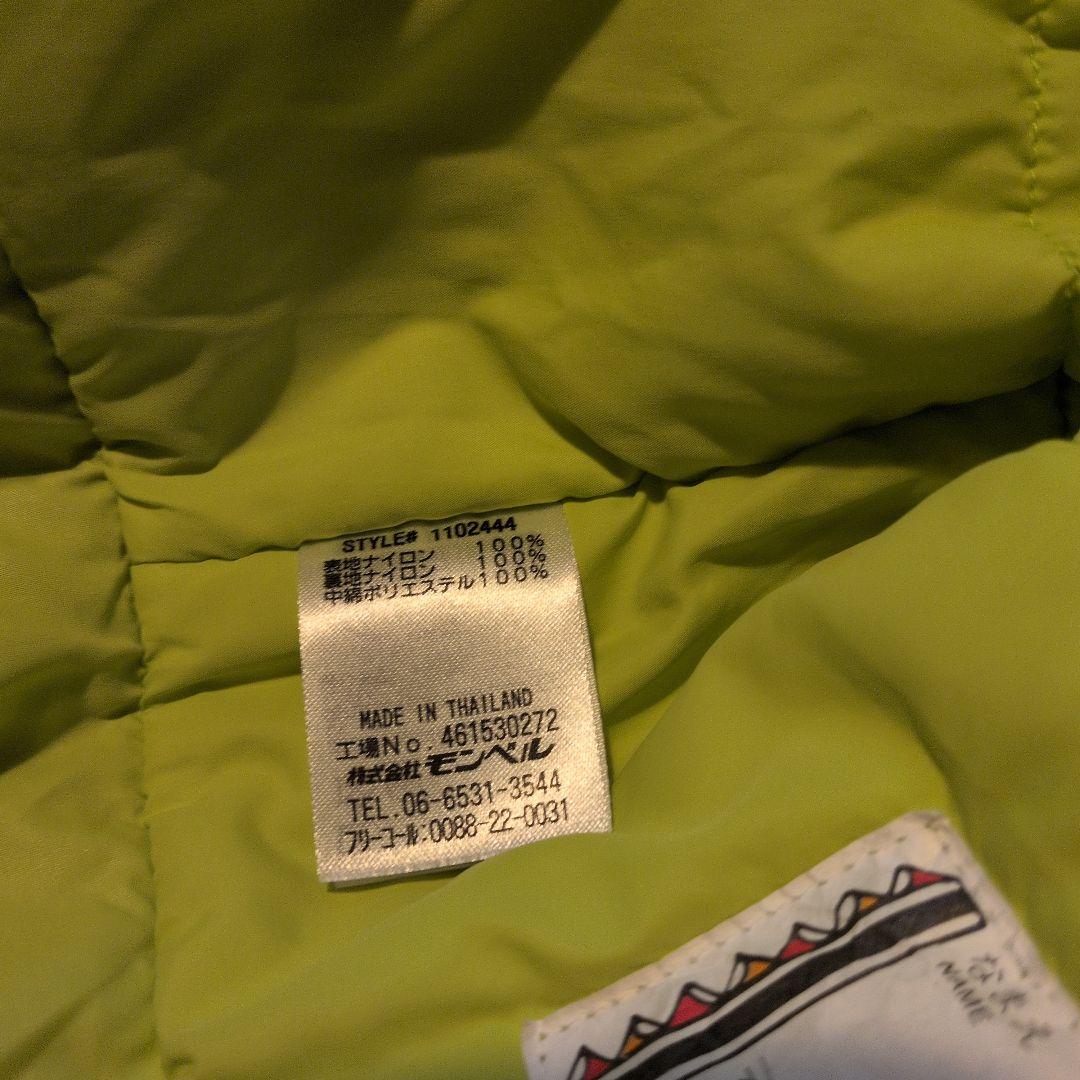 STYLE# 1102444
表地ナイロン 100%
裏地ナイロン 100%
中綿ポリエステル100%
MADE IN THAILAND
工場No. 461530272
株式会社 モンベル
TEL.06-6531-3544
フリーコール:0088-22-0031
なまえ
NAME